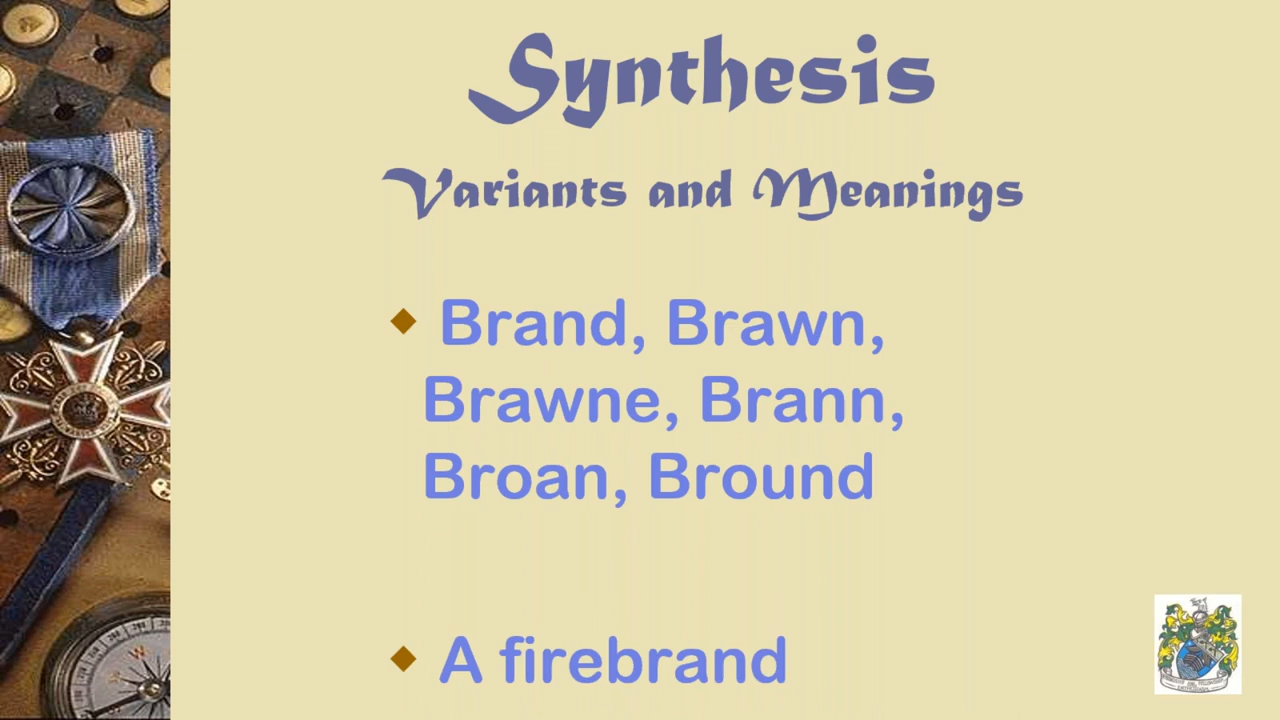 Synthesis
Variants and Meanings
Brand, Brawn,
Brawne, Brann,
Broan, Bround
A firebrand